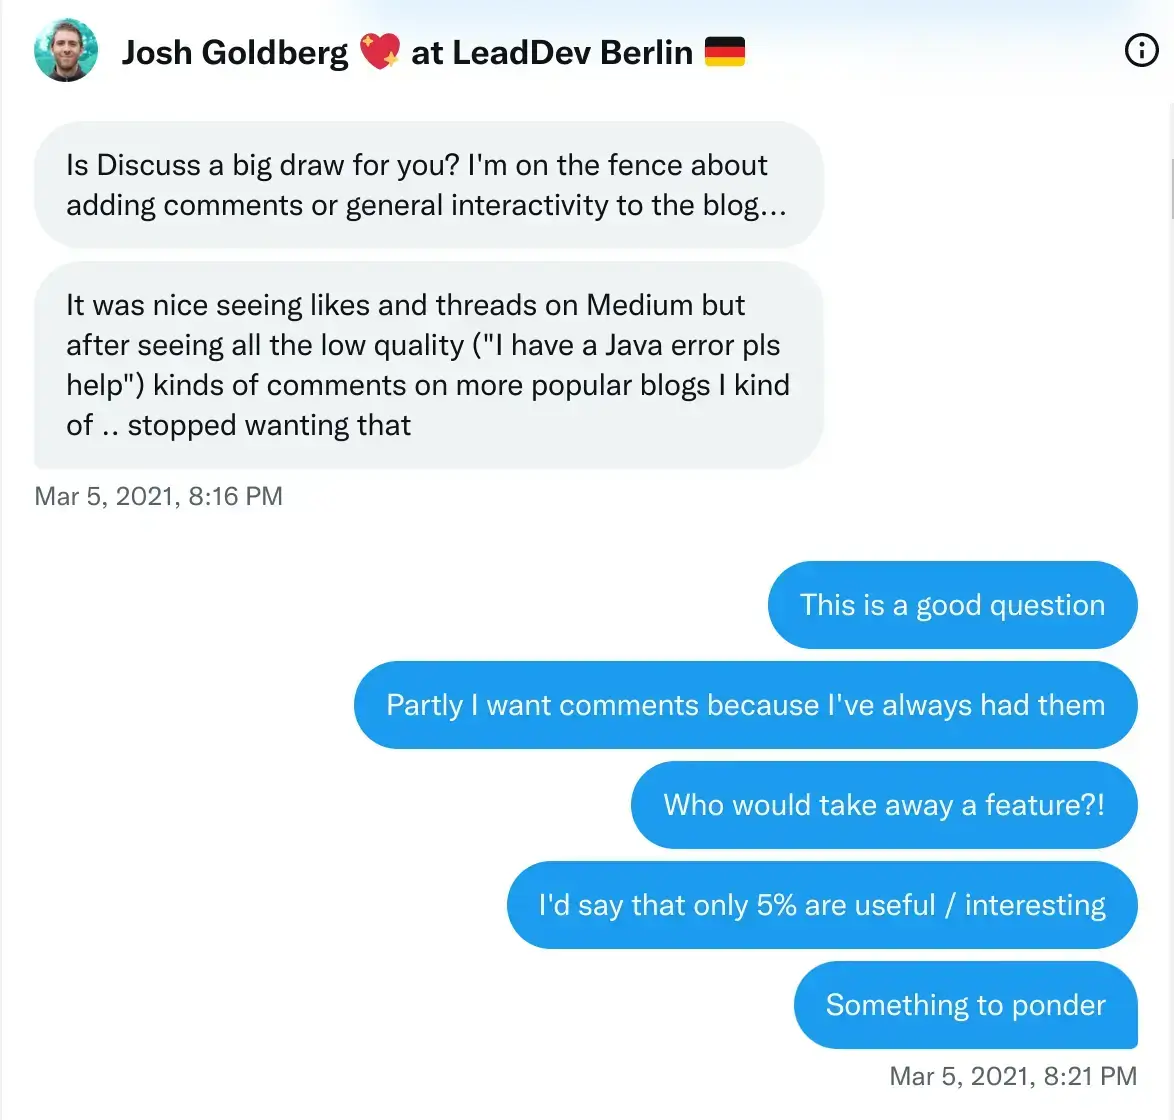 Josh Goldberg 💖 at LeadDev Berlin 🇩🇪
Is Discuss a big draw for you? I'm on the fence about
adding comments or general interactivity to the blog...
It was nice seeing likes and threads on Medium but
after seeing all the low quality ("I have a Java error pls
help") kinds of comments on more popular blogs I kind
of .. stopped wanting that
Mar 5, 2021, 8:16 PM
This is a good question
Partly I want comments because I've always had them
Who would take away a feature?!
I'd say that only 5% are useful / interesting
Something to ponder
Mar 5, 2021, 8:21 PM